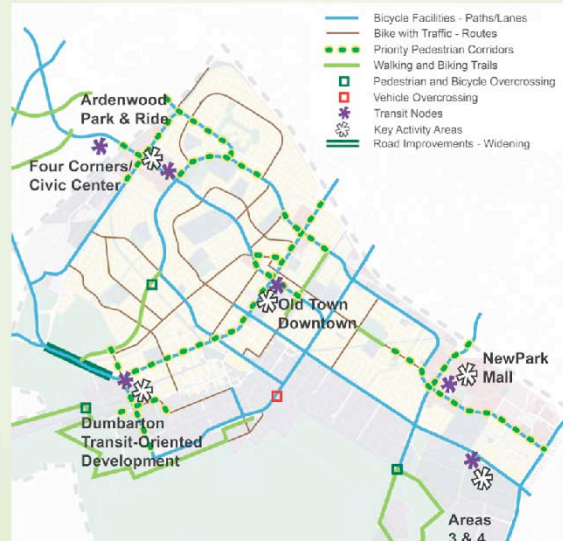 Bicycle Facilities - Paths/Lanes
Bike with Traffic - Routes
Priority Pedestrian Corridors
Walking and Biking Trails
Pedestrian and Bicycle Overcrossing
Vehicle Overcrossing
Transit Nodes
Key Activity Areas
Road Improvements - Widening
Ardenwood
Park & Ride
Four Corners/
Civic Center
Old Town
Downtown
NewPark
Mall
Dumbarton
Transit-Oriented
Development
Areas
3 & 4